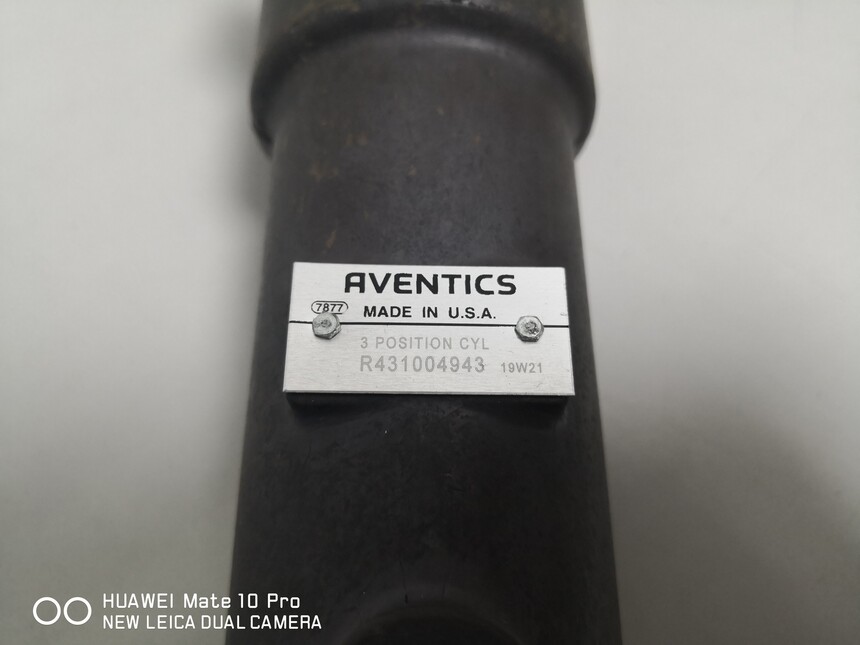 AVENTICS
7877 MADE IN U.S.A.
3 POSITION CYL
R431004943 19W21
HUAWEI Mate 10 Pro
NEW LEICA DUAL CAMERA